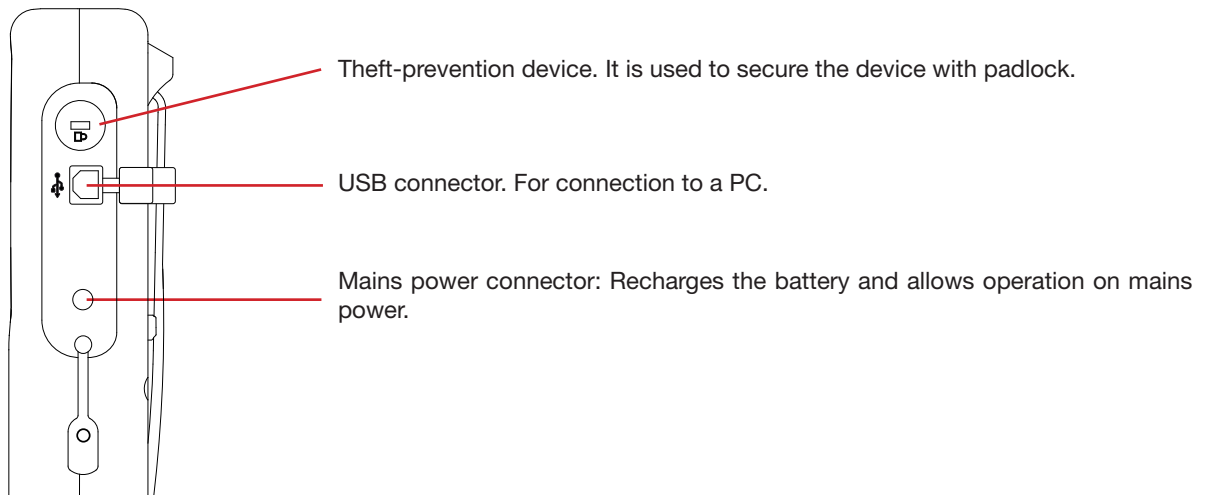 Theft-prevention device. It is used to secure the device with padlock.
USB connector. For connection to a PC.
Mains power connector: Recharges the battery and allows operation on mains
power.